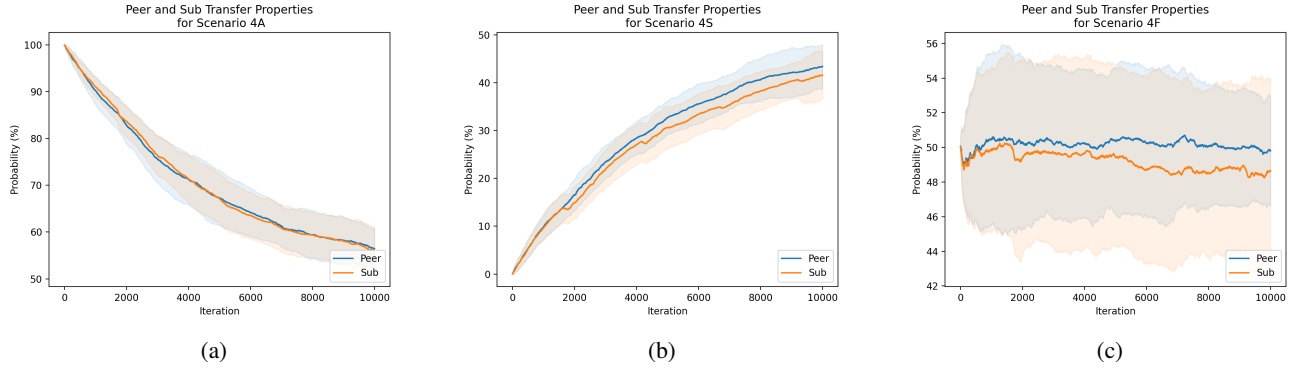 Peer and Sub Transfer Properties
for Scenario 4A
Probability (%)
100
90
80
70
60
50
0
2000
4000
6000
8000
10000
Iteration
Peer
Sub
(a)
Peer and Sub Transfer Properties
for Scenario 4S
Probability (%)
50
40
30
20
10
0
0
2000
4000
6000
8000
10000
Iteration
Peer
Sub
(b)
Peer and Sub Transfer Properties
for Scenario 4F
Probability (%)
56
54
52
50
48
46
44
42
0
2000
4000
6000
8000
10000
Iteration
Peer
Sub
(c)